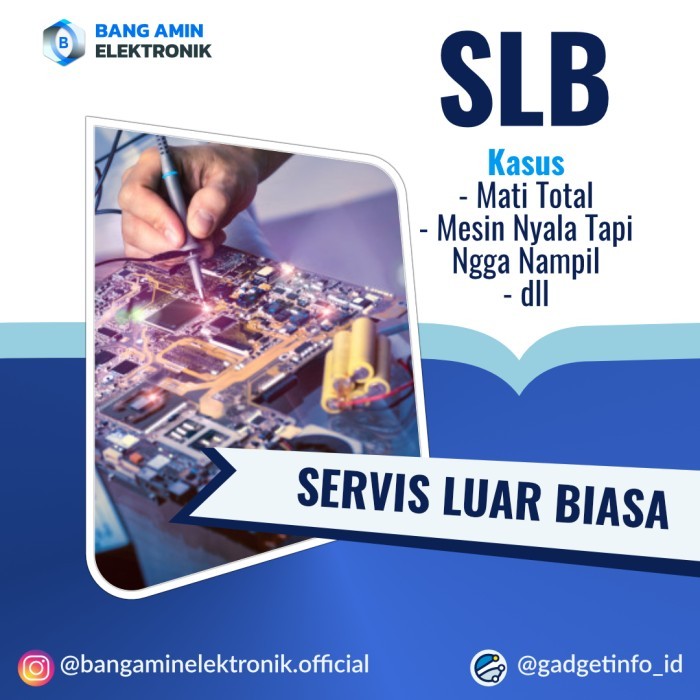 BANG AMIN
ELEKTRONIK
SLB
Kasus
- Mati Total
- Mesin Nyala Tapi
Ngga Nampil
- dll
SERVIS LUAR BIASA
@bangaminelektronik.official
@gadgetinfo_id